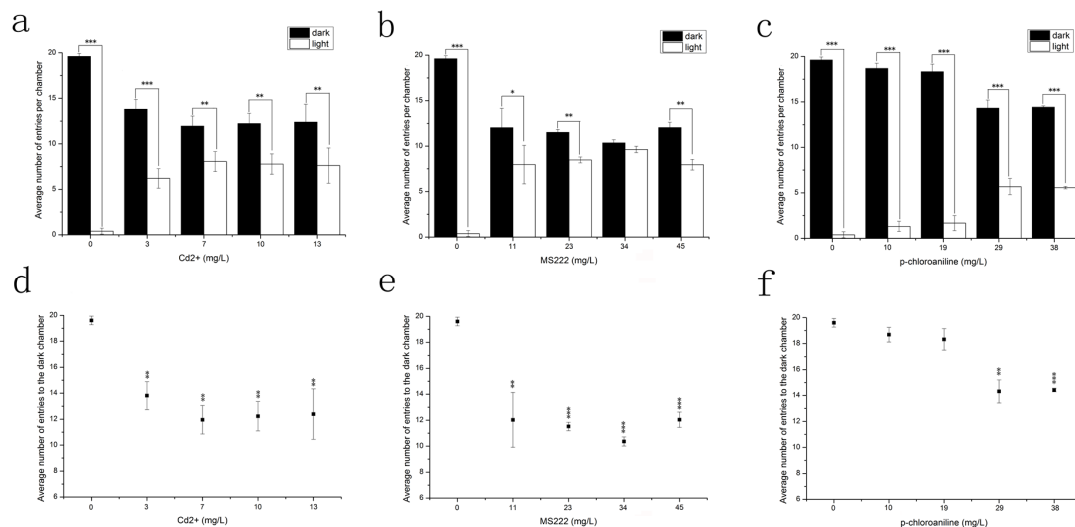 a
dark
light
Average number of entries per chamber
20
15
10
5
0
***
***
**
**
**
0 3 7 10 13
Cd2+ (mg/L)
b
dark
light
Average number of entries per chamber
20
15
10
5
0
***
*
**
**
0 11 23 34 45
MS222 (mg/L)
c
dark
light
Average number of entries per chamber
20
15
10
5
0
***
***
***
***
***
0 10 19 29 38
p-chloroaniline (mg/L)
d
Average number of entries to the dark chamber
20
18
16
14
12
10
8
6
**
**
**
**
0 3 7 10 13
Cd2+ (mg/L)
e
Average number of entries to the dark chamber
20
18
16
14
12
10
8
6
**
***
***
***
0 11 23 34 45
MS222 (mg/L)
f
Average number of entries to the dark chamber
20
18
16
14
12
10
8
6
**
***
0 10 19 29 38
p-chloroaniline (mg/L)